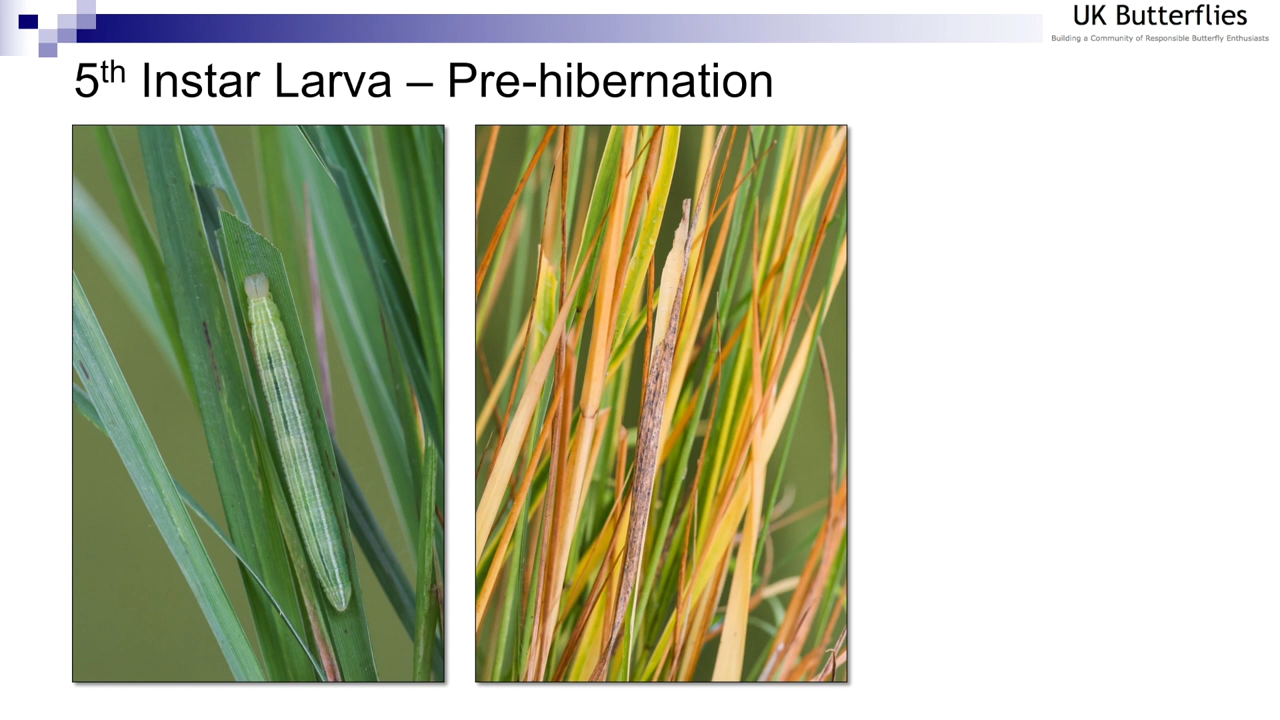 UK Butterflies
Building a Community of Responsible Butterfly Enthusiasts
5th Instar Larva – Pre-hibernation